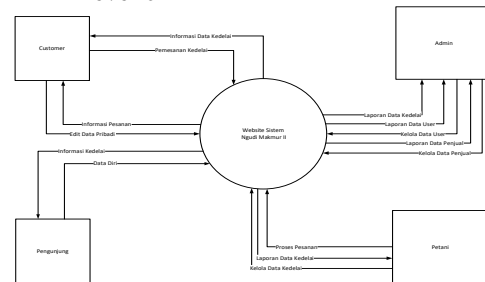 Informasi Data Kedelai
Customer
Admin
Pemesanan Kedelai
Laporan Data Kedelai
Informasi Pesanan
Laporan Data User
Website Sistem
Ngudi Makmur II
Edit Data Pribadi
Kelola Data User
Laporan Data Penjual
Informasi Kedelai
Kelola Data Penjual
Data Diri
Pengunjung
Proses Pesanan
Petani
Laporan Data Kedelai
Kelola Data Kedelai